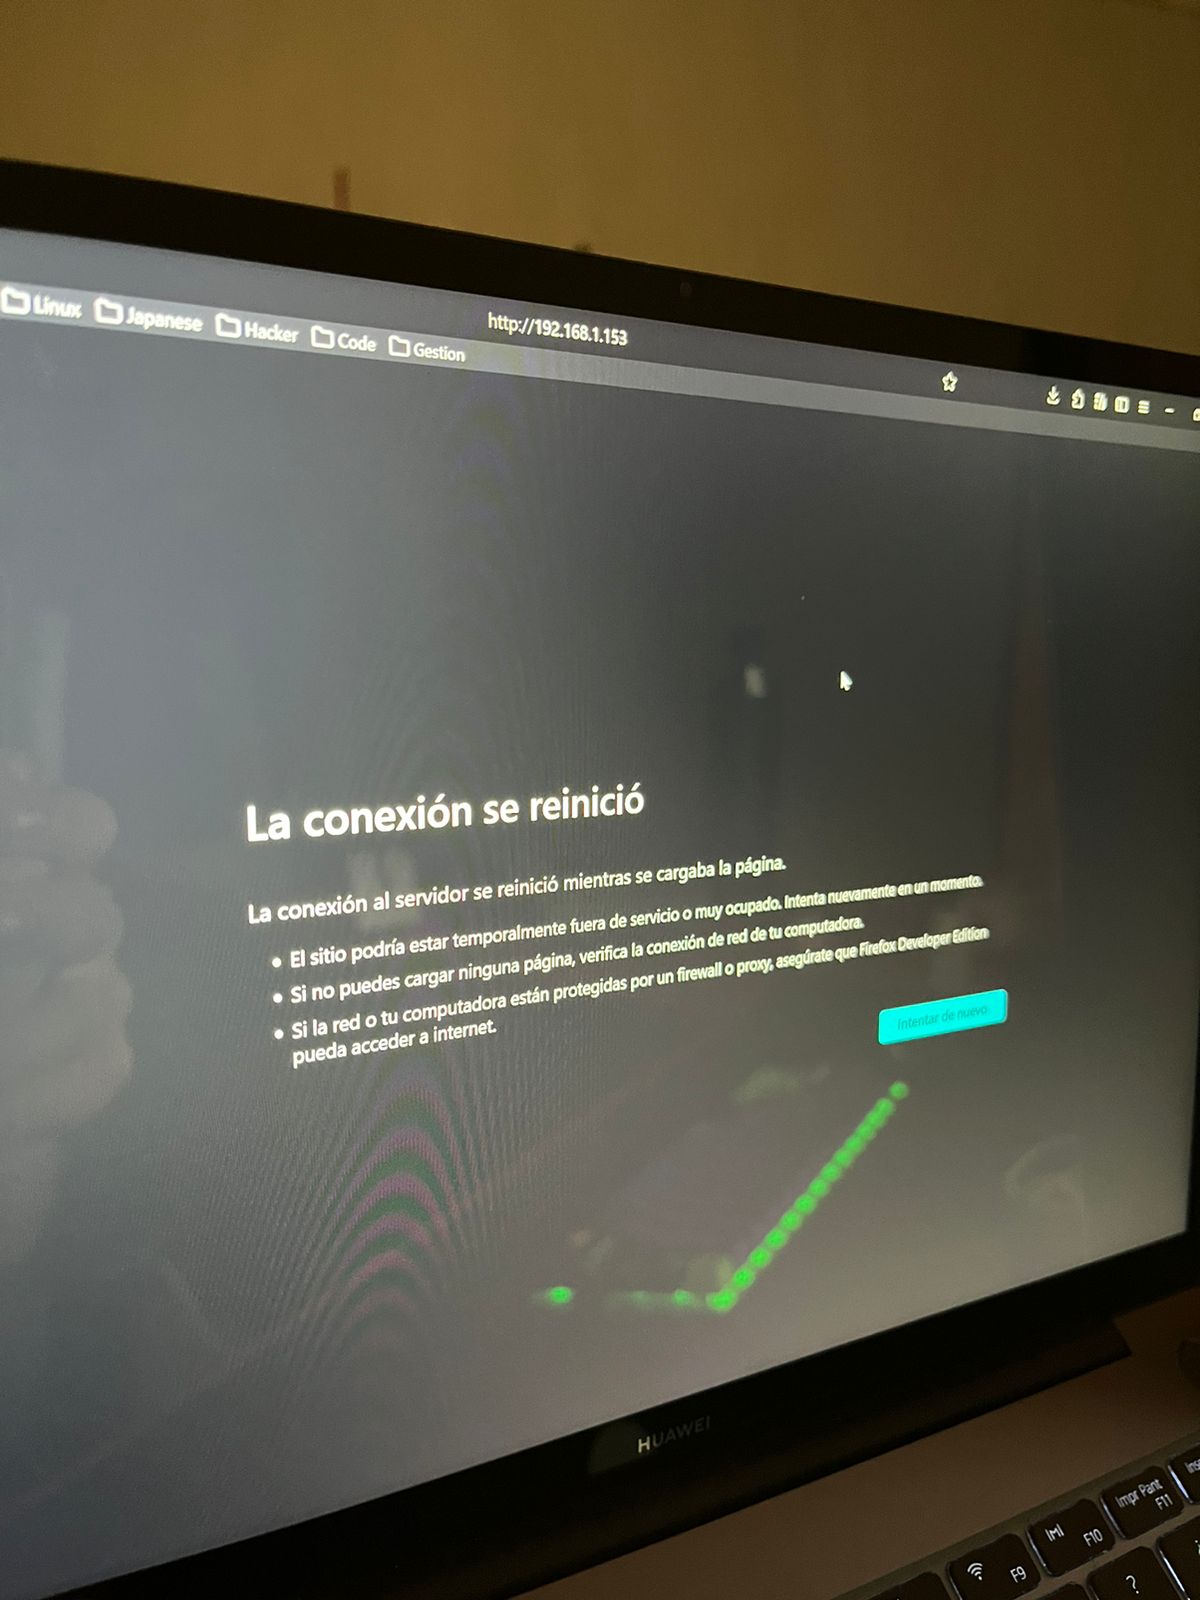 http://192.168.1.153
Linux Japanese Hacker Code Gestion
La conexión se reinició
La conexión al servidor se reinició mientras se cargaba la página.
El sitio podría estar temporalmente fuera de servicio o muy ocupado. Intenta nuevamente en un momento.
Si no puedes cargar ninguna página, verifica la conexión de red de tu computadora.
Si la red o tu computadora están protegidas por un firewall o proxy, asegúrate que Firefox Developer Edition
pueda acceder a internet.
Intentar de nuevo
HUAWEI
Impr Pant
F11
F10
F9
?